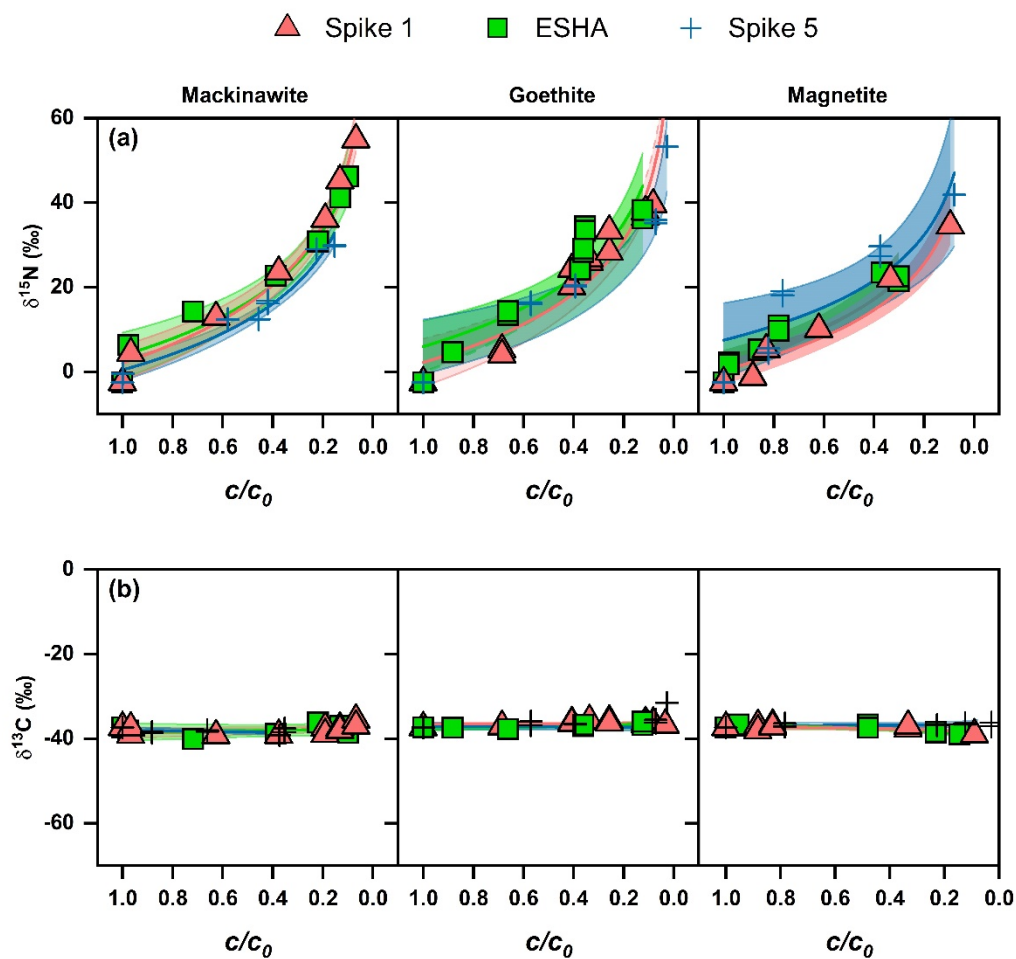 Spike 1 ESHA Spike 5
Mackinawite Goethite Magnetite
(a)
δ¹⁵N (‰)
60
40
20
0
1.0 0.8 0.6 0.4 0.2 0.0 1.0 0.8 0.6 0.4 0.2 0.0 1.0 0.8 0.6 0.4 0.2 0.0
c/c₀ c/c₀ c/c₀
(b)
δ¹³C (‰)
0
-20
-40
-60
1.0 0.8 0.6 0.4 0.2 0.0 1.0 0.8 0.6 0.4 0.2 0.0 1.0 0.8 0.6 0.4 0.2 0.0
c/c₀ c/c₀ c/c₀